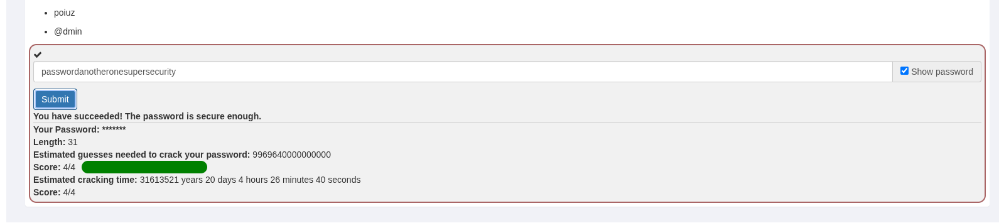 poiuz
@dmin
passwordanotheronesupersecurity
Show password
Submit
You have succeeded! The password is secure enough.
Your Password: *******
Length: 31
Estimated guesses needed to crack your password: 9969640000000000
Score: 4/4
Estimated cracking time: 31613521 years 20 days 4 hours 26 minutes 40 seconds
Score: 4/4